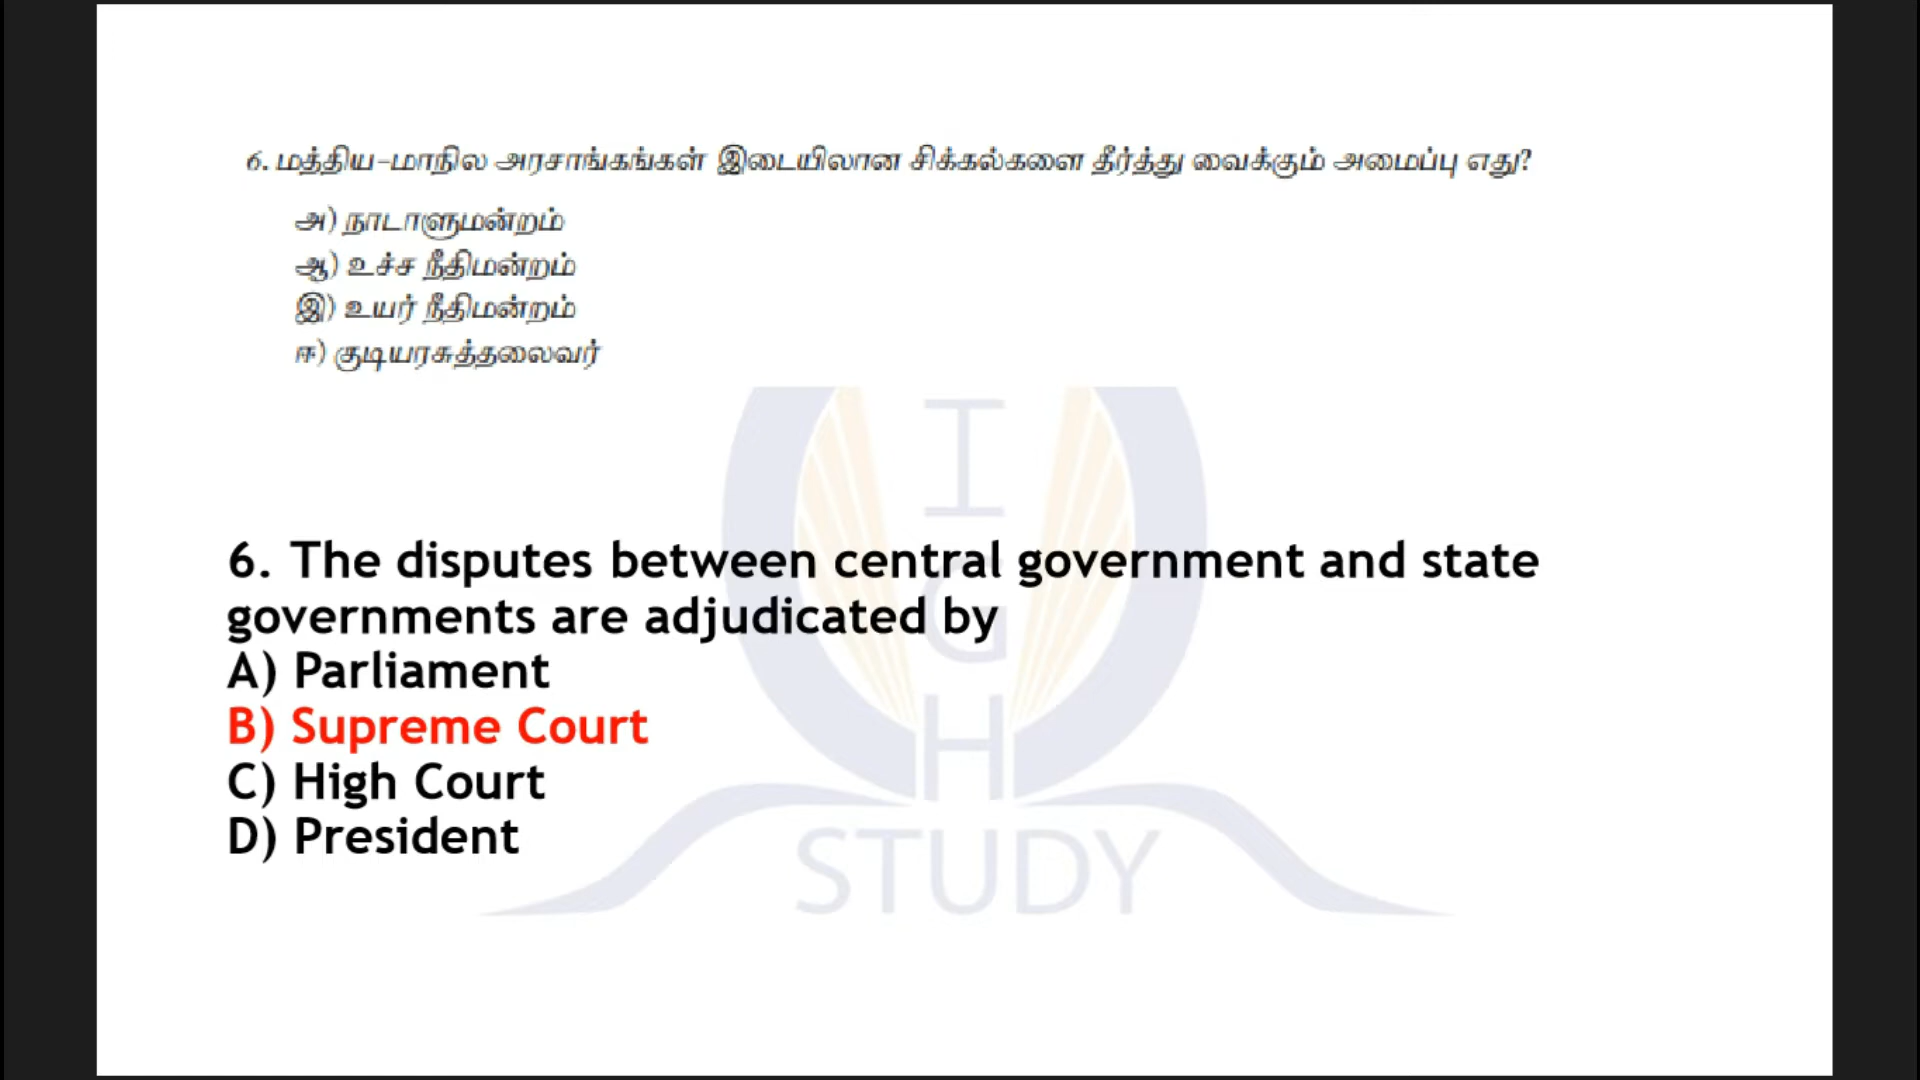 6. மத்திய-மாநில அரசாங்கங்கள் இடையிலான சிக்கல்களை தீர்த்து வைக்கும் அமைப்பு எது?
அ) நாடாளுமன்றம்
ஆ) உச்ச நீதிமன்றம்
இ) உயர் நீதிமன்றம்
ஈ) குடியரசுத்தலைவர்
I
G
H
STUDY
6. The disputes between central government and state
governments are adjudicated by
A) Parliament
B) Supreme Court
C) High Court
D) President